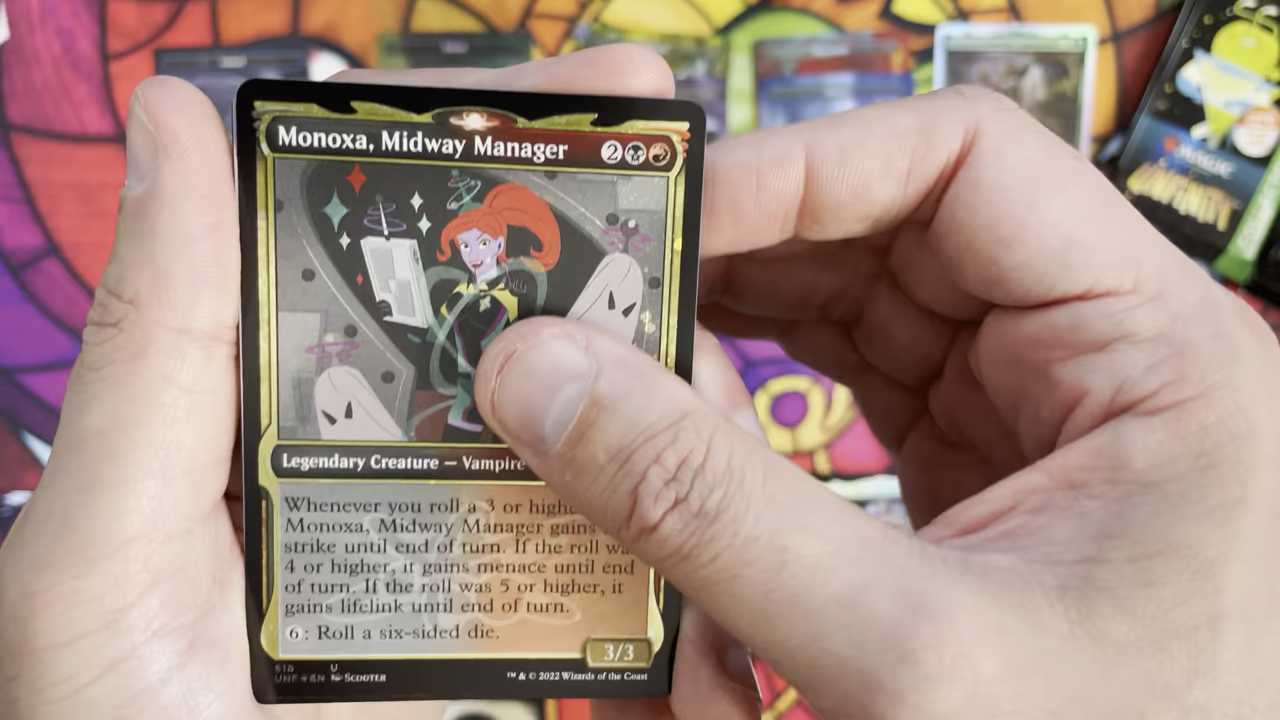 Monoxa, Midway Manager 2
Legendary Creature — Vampire
Whenever you roll a 3 or highe
Monoxa, Midway Manager gains
strike until end of turn. If the roll wa
4 or higher, it gains menace until end
of turn. If the roll was 5 or higher, it
gains lifelink until end of turn.
6: Roll a six-sided die.
3/3
U
UNF EN SCOOTER
™ & © 2022 Wizards of the Coast
MAGIC
UNFINITY